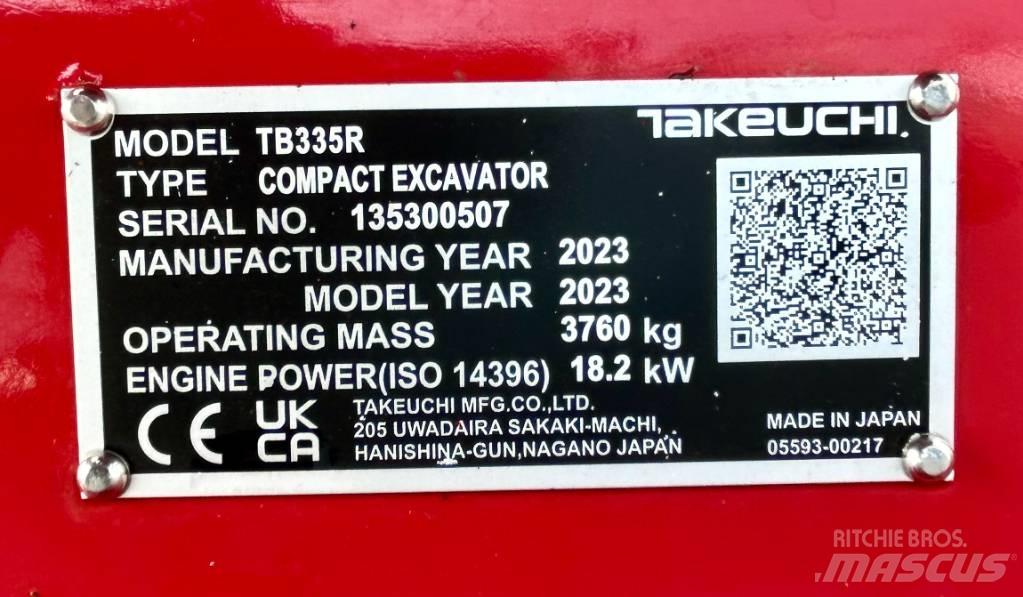 TAKEUCHI
MODEL TB335R
TYPE COMPACT EXCAVATOR
SERIAL NO. 135300507
MANUFACTURING YEAR 2023
MODEL YEAR 2023
OPERATING MASS 3760 kg
ENGINE POWER(ISO 14396) 18.2 kW
CE UK CA
TAKEUCHI MFG.CO.,LTD.
205 UWADAIRA SAKAKI-MACHI,
HANISHINA-GUN,NAGANO JAPAN
MADE IN JAPAN
05593-00217
RITCHIE BROS.
MASCUS